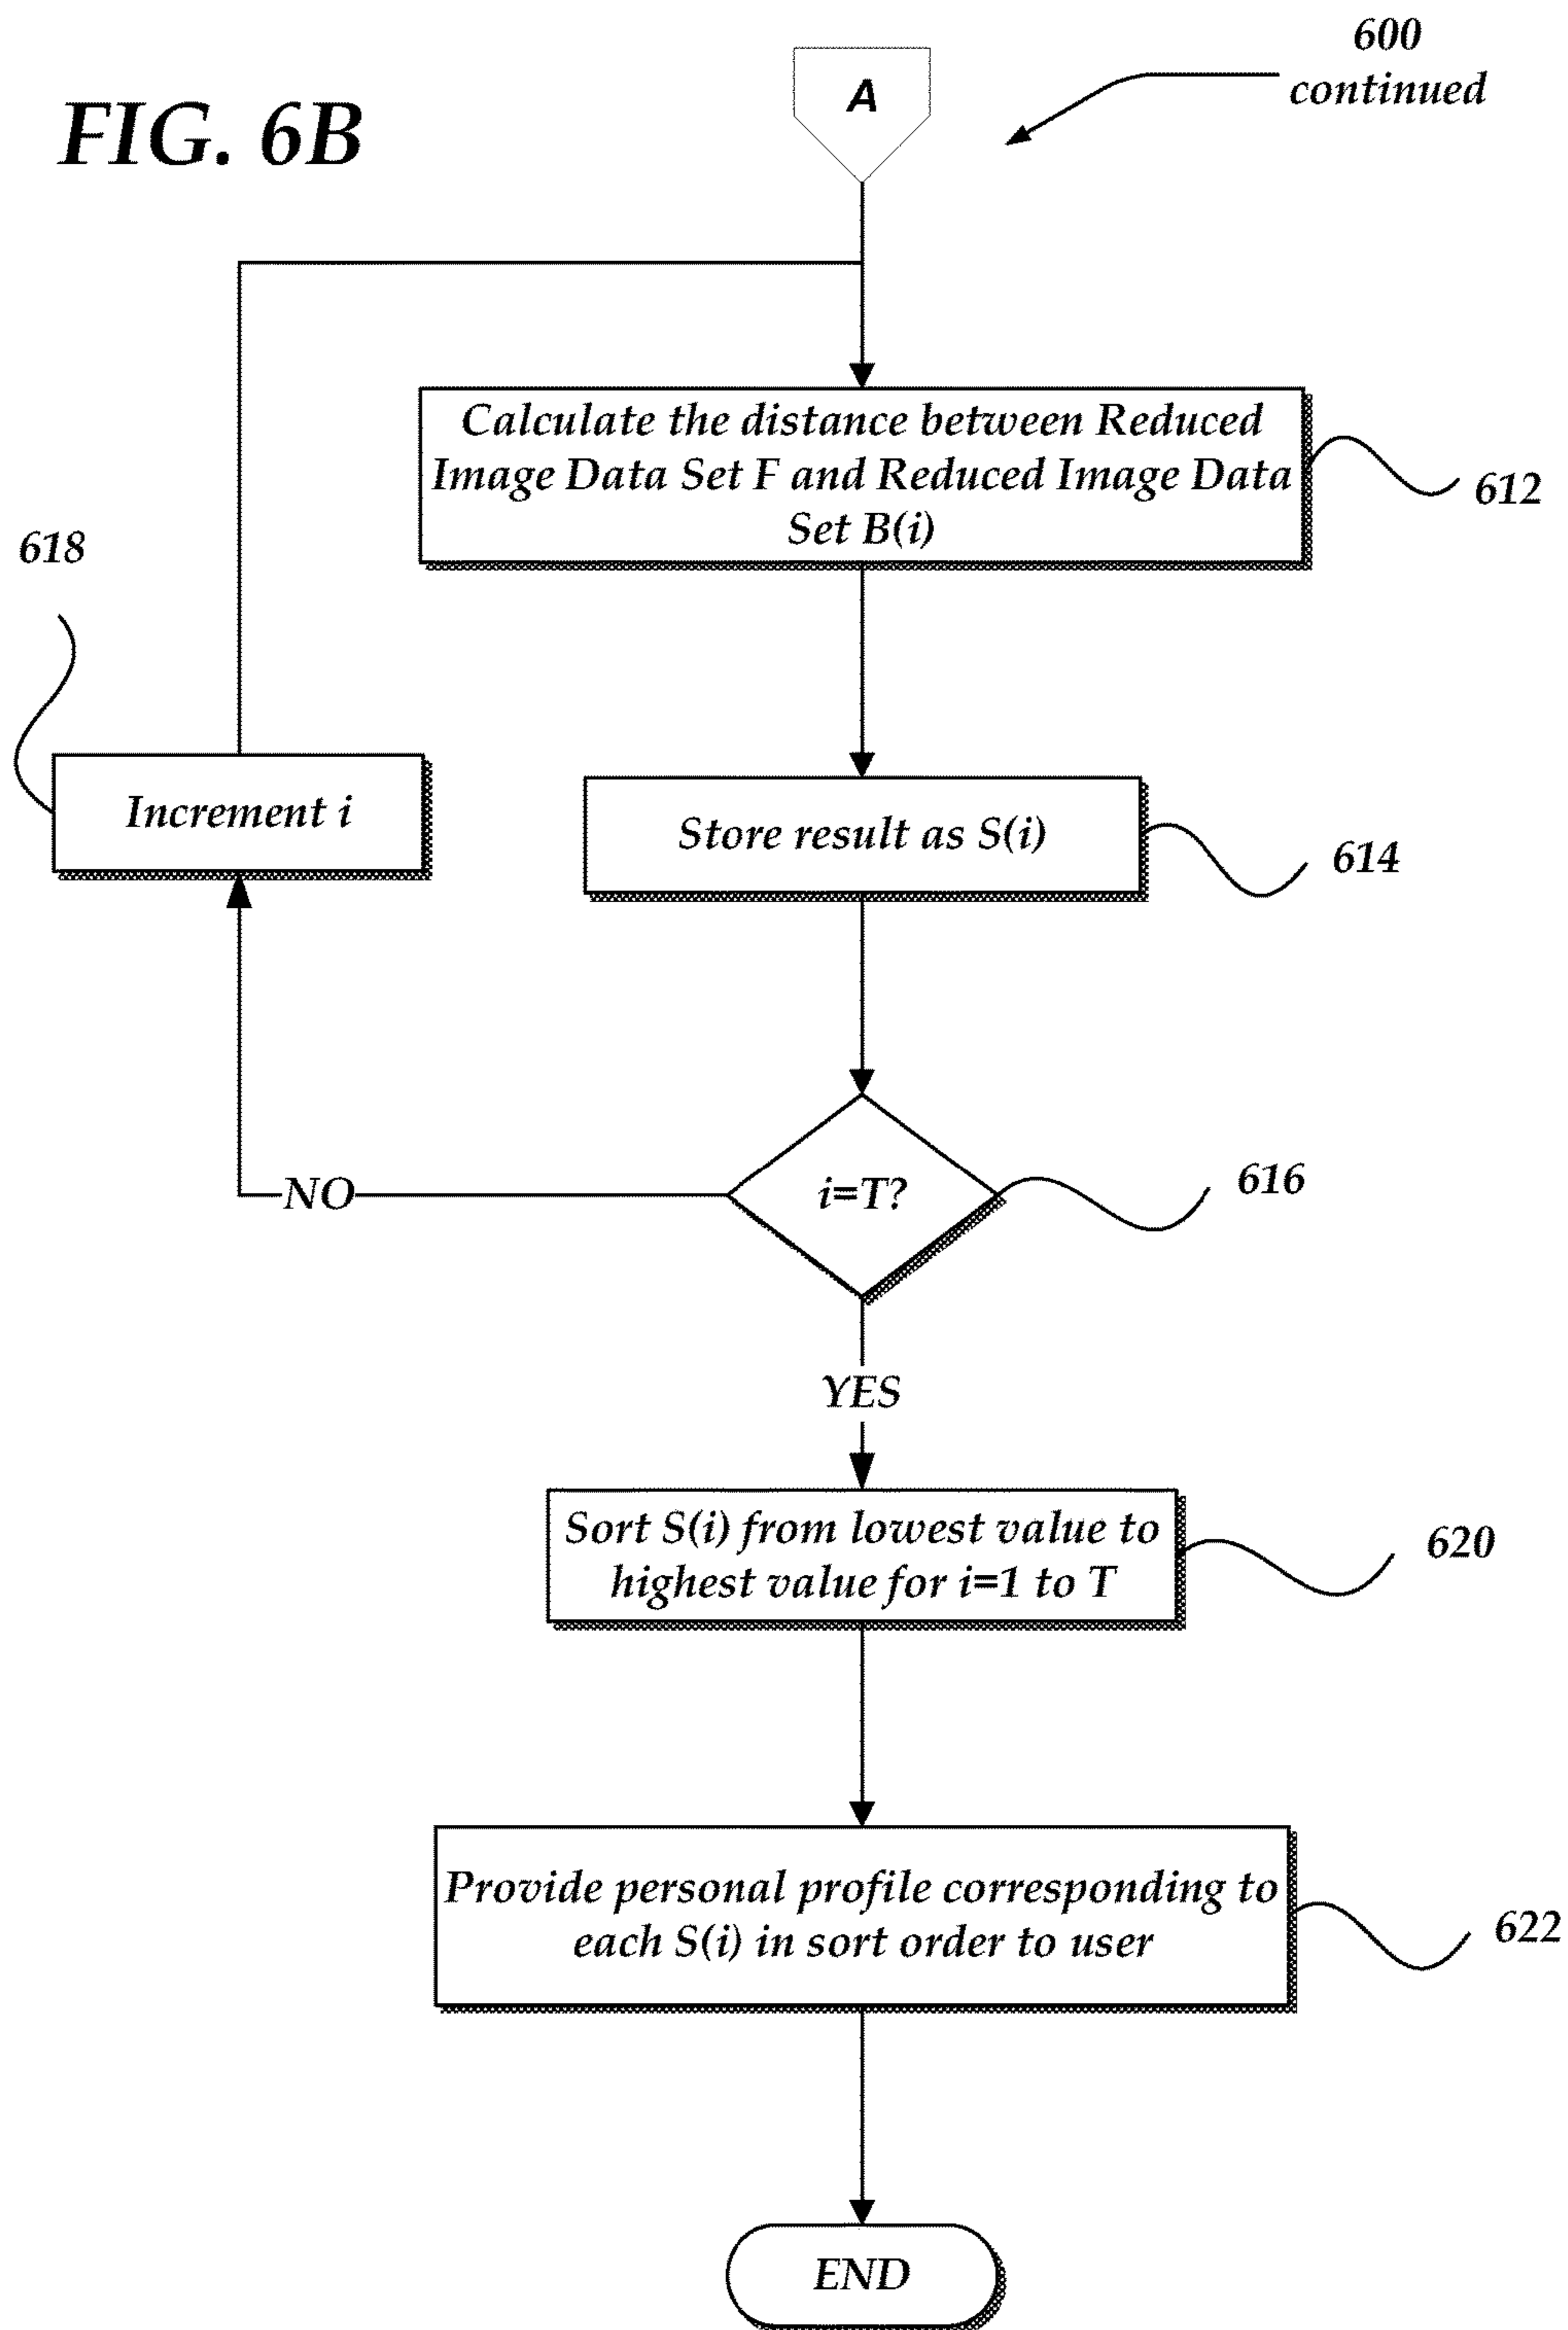 600
continued
FIG. 6B
A
Calculate the distance between Reduced
Image Data Set F and Reduced Image Data
Set B(i)
612
618
Increment i
Store result as S(i)
614
i=T?
616
NO
YES
Sort S(i) from lowest value to
highest value for i=1 to T
620
Provide personal profile corresponding to
each S(i) in sort order to user
622
END